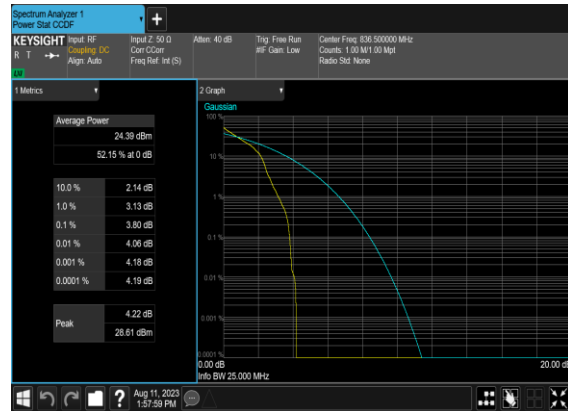 Spectrum Analyzer 1
Power Stat CCDF
KEYSIGHT Input: RF Input Z: 50 Ω Atten: 40 dB Trig: Free Run Center Freq: 836.500000 MHz
R T Coupling: DC Corr CCorr #IF Gain: Low Counts: 1.00 M/1.00 Mpt
Align: Auto Freq Ref: Int (S) Radio Std: None
1 Metrics
2 Graph
Average Power
24.39 dBm
52.15 % at 0 dB
10.0 % 2.14 dB
1.0 % 3.13 dB
0.1 % 3.80 dB
0.01 % 4.06 dB
0.001 % 4.18 dB
0.0001 % 4.19 dB
Peak 4.22 dB
28.61 dBm
Gaussian
100 %
10 %
1 %
0.1 %
0.01 %
0.001 %
0.0001 %
0.00 dB 20.00 dB
Info BW 25.000 MHz
? Aug 11, 2023
1:57:59 PM